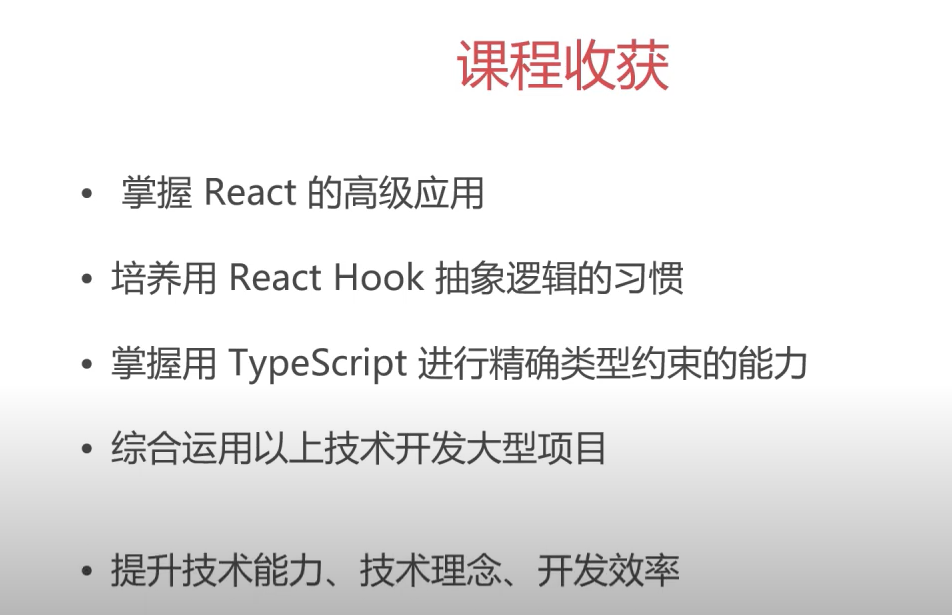 课程收获
• 掌握 React 的高级应用
• 培养用 React Hook 抽象逻辑的习惯
• 掌握用 TypeScript 进行精确类型约束的能力
• 综合运用以上技术开发大型项目
• 提升技术能力、技术理念、开发效率